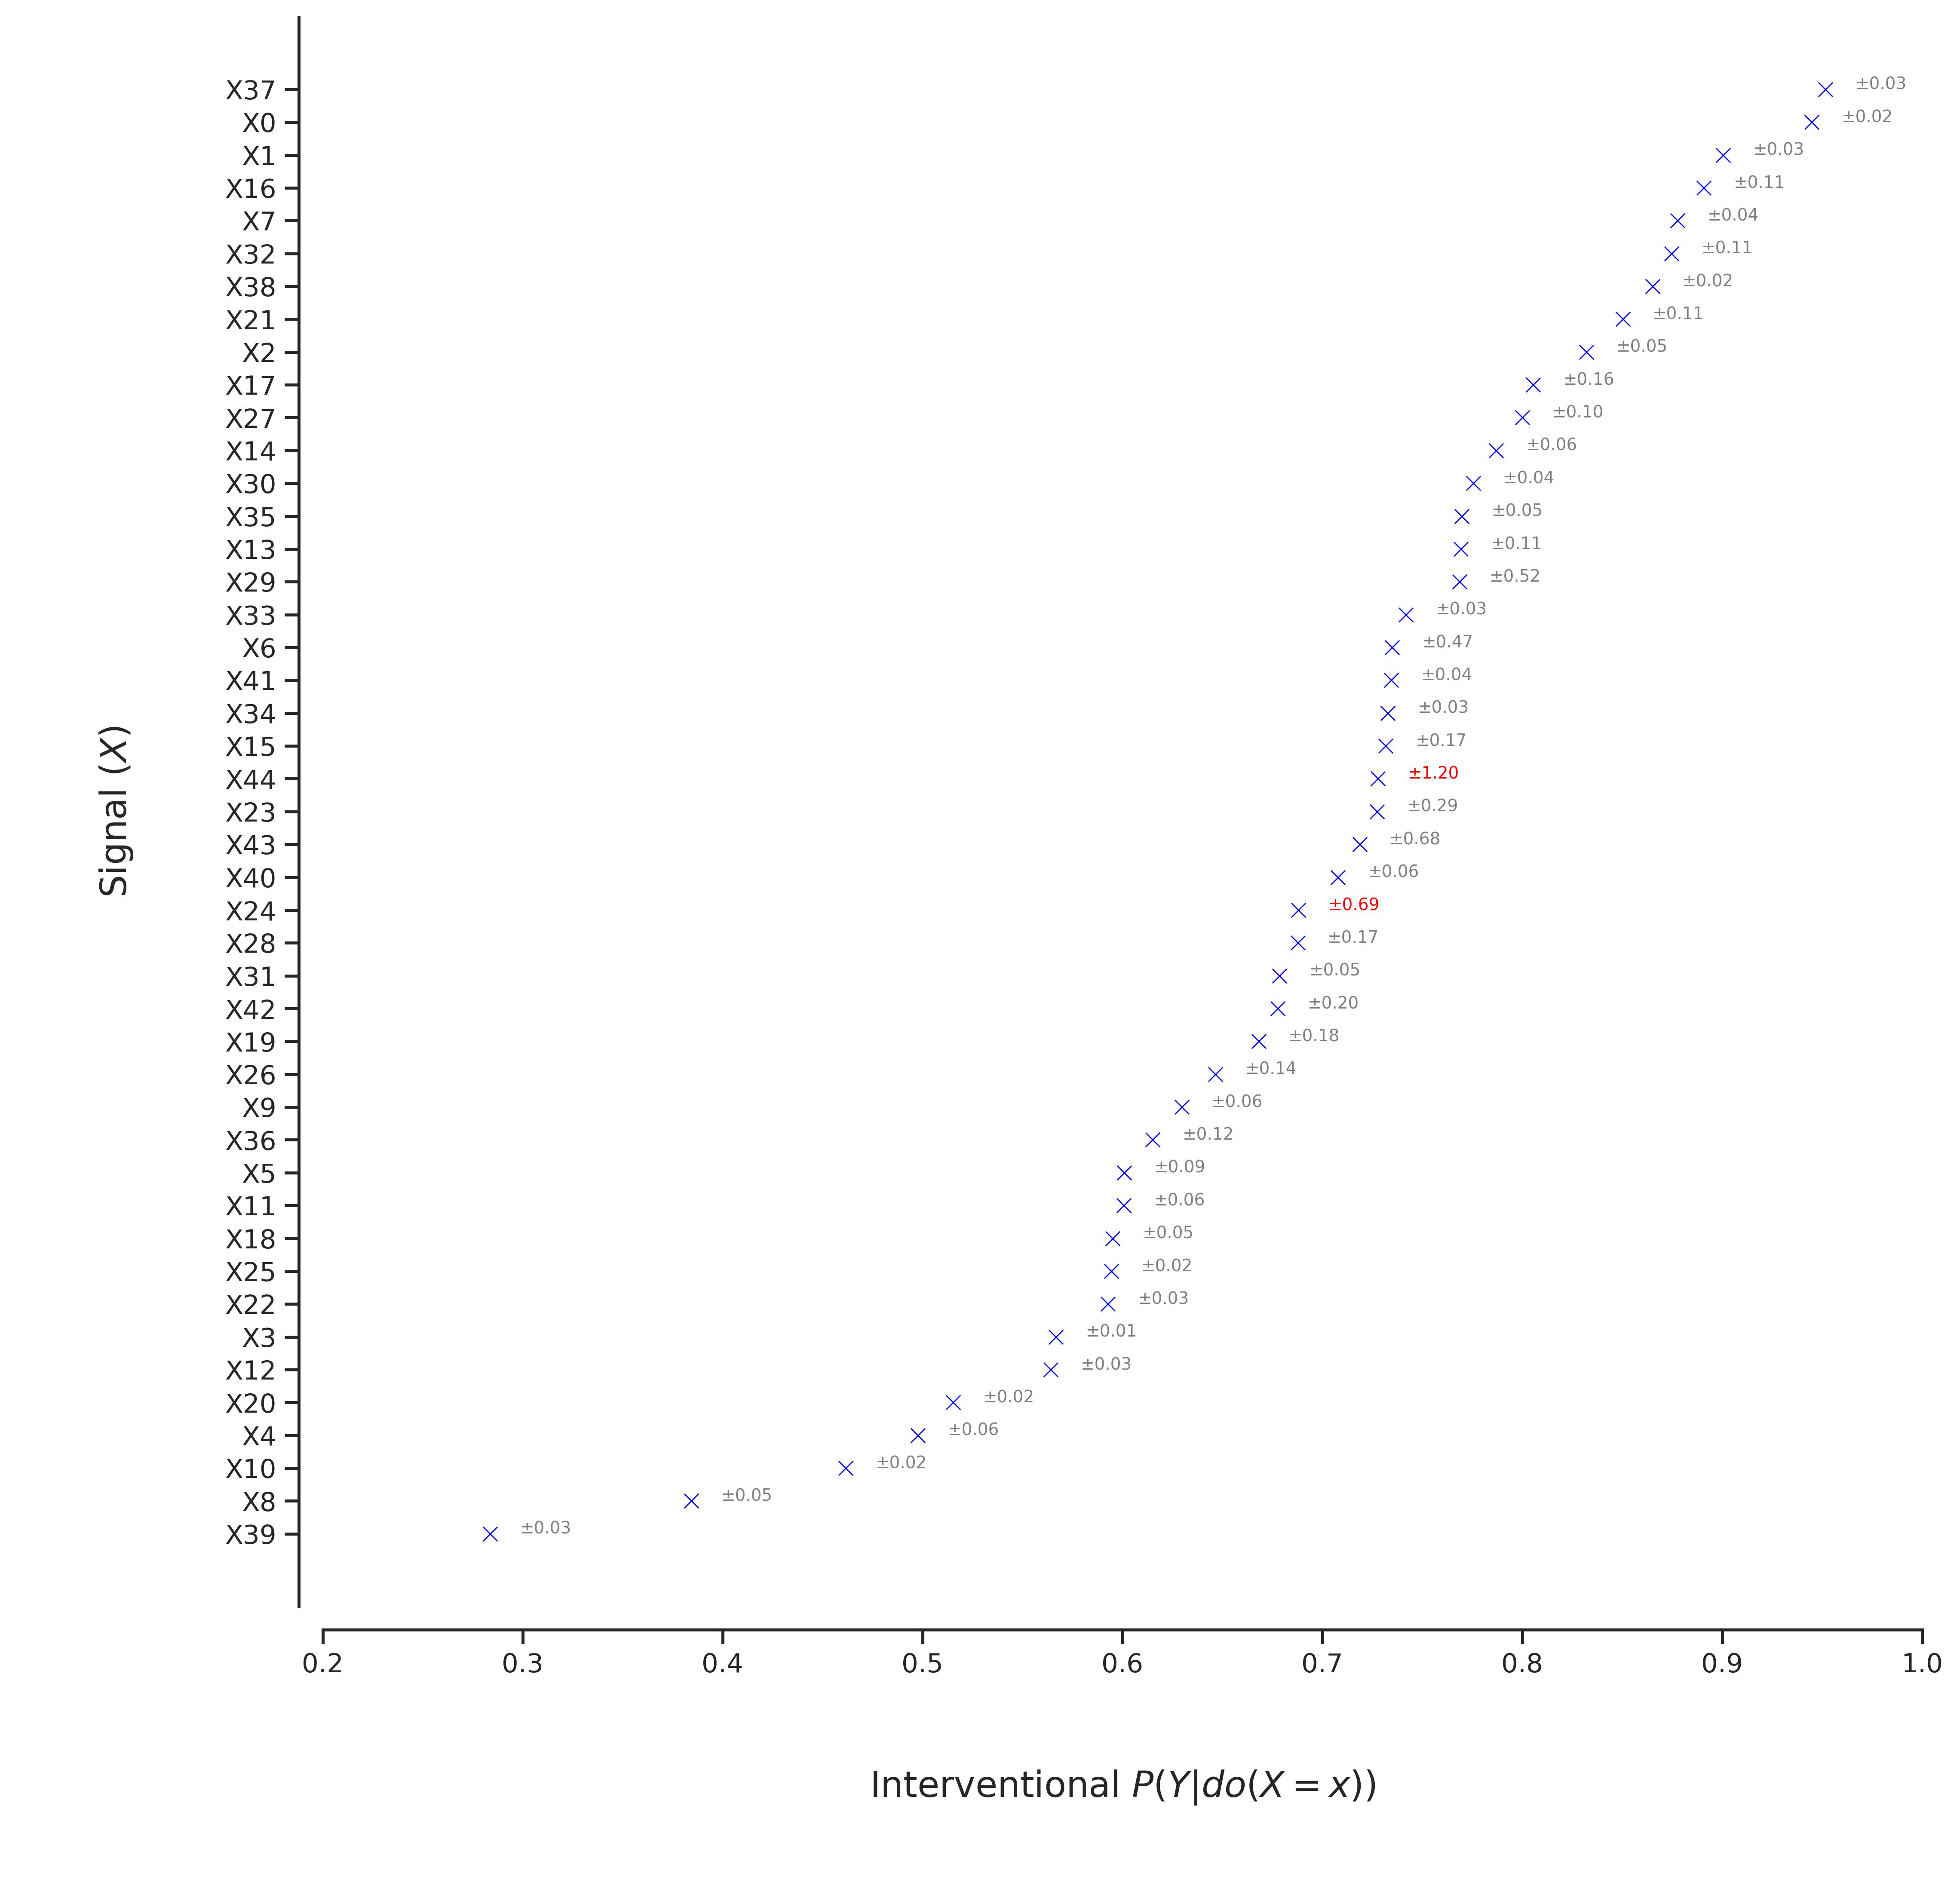 X37 ±0.03
X0 ±0.02
X1 ±0.03
X16 ±0.11
X7 ±0.04
X32 ±0.11
X38 ±0.02
X21 ±0.11
X2 ±0.05
X17 ±0.16
X27 ±0.10
X14 ±0.06
X30 ±0.04
X35 ±0.05
X13 ±0.11
X29 ±0.52
X33 ±0.03
X6 ±0.47
X41 ±0.04
X34 ±0.03
X15 ±0.17
X44 ±1.20
X23 ±0.29
X43 ±0.68
X40 ±0.06
X24 ±0.69
X28 ±0.17
X31 ±0.05
X42 ±0.20
X19 ±0.18
X26 ±0.14
X9 ±0.06
X36 ±0.12
X5 ±0.09
X11 ±0.06
X18 ±0.05
X25 ±0.02
X22 ±0.03
X3 ±0.01
X12 ±0.03
X20 ±0.02
X4 ±0.06
X10 ±0.02
X8 ±0.05
X39 ±0.03
Signal (X)
0.2 0.3 0.4 0.5 0.6 0.7 0.8 0.9 1.0
Interventional P(Y|do(X = x))